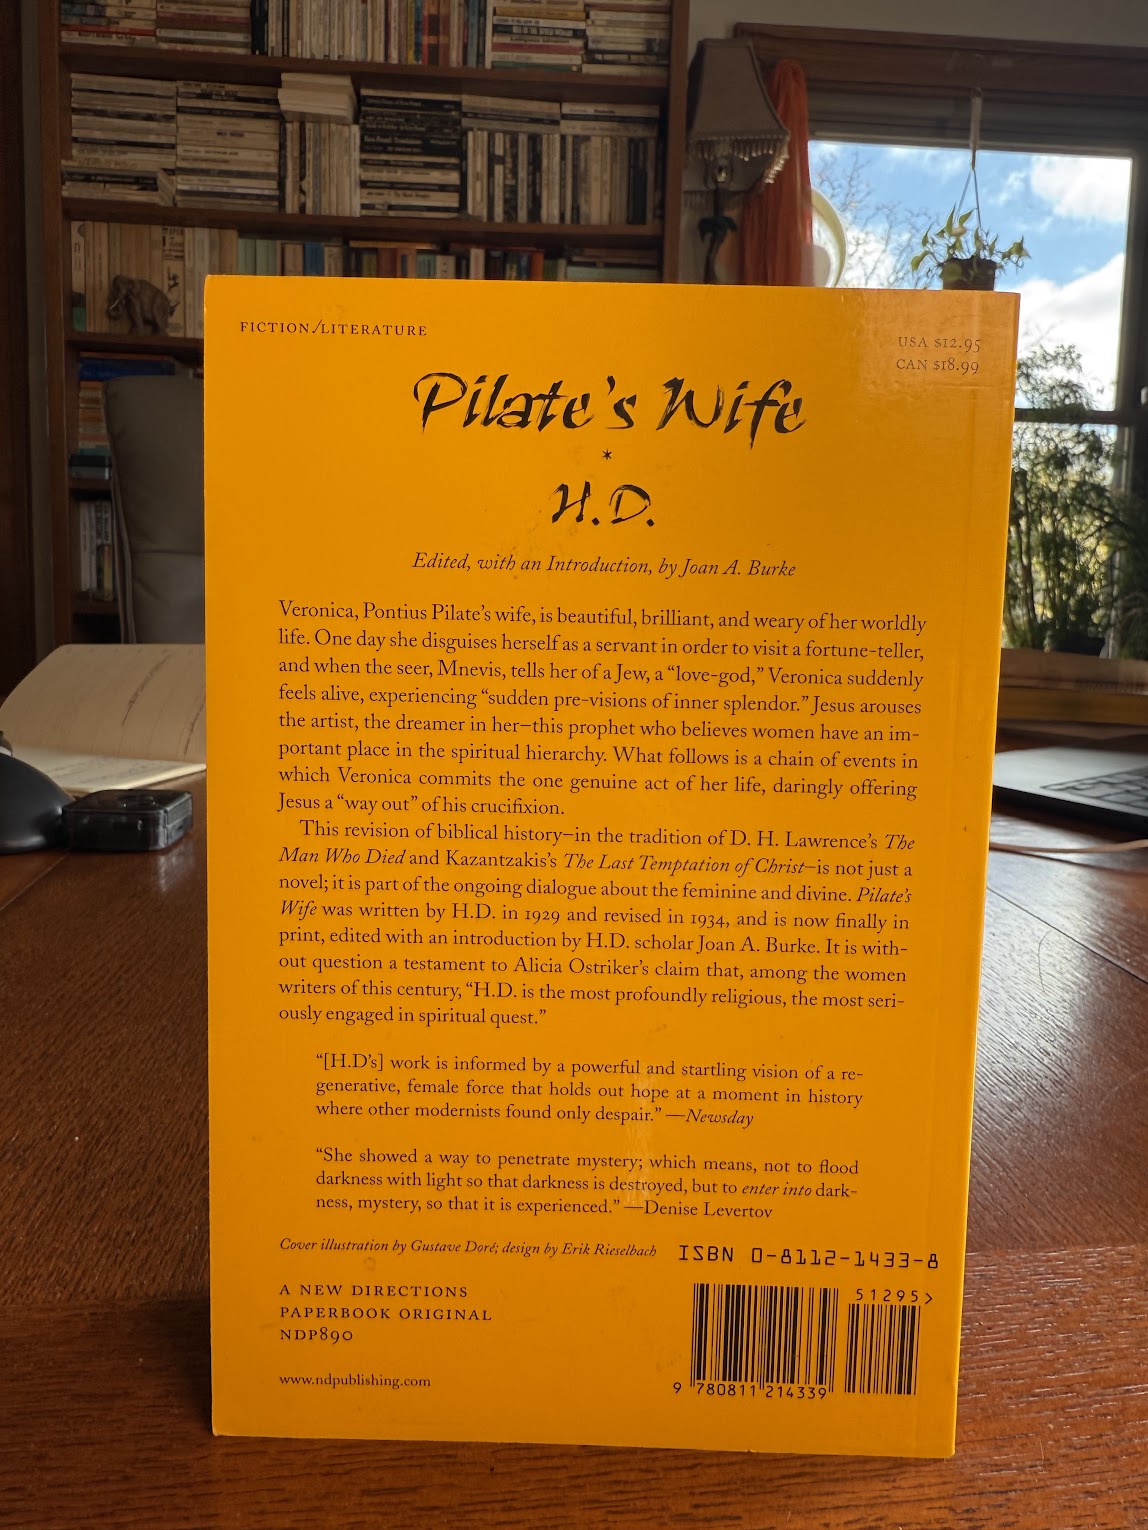 FICTION/LITERATURE
USA $12.95
CAN $18.99
Pilate's Wife
*
H.D.
Edited, with an Introduction, by Joan A. Burke
Veronica, Pontius Pilate's wife, is beautiful, brilliant, and weary of her worldly
life. One day she disguises herself as a servant in order to visit a fortune-teller,
and when the seer, Mnevis, tells her of a Jew, a “love-god,” Veronica suddenly
feels alive, experiencing “sudden pre-visions of inner splendor.” Jesus arouses
the artist, the dreamer in her—this prophet who believes women have an im-
portant place in the spiritual hierarchy. What follows is a chain of events in
which Veronica commits the one genuine act of her life, daringly offering
Jesus a “way out” of his crucifixion.
This revision of biblical history—in the tradition of D. H. Lawrence's The
Man Who Died and Kazantzakis's The Last Temptation of Christ—is not just a
novel; it is part of the ongoing dialogue about the feminine and divine. Pilate's
Wife was written by H.D. in 1929 and revised in 1934, and is now finally in
print, edited with an introduction by H.D. scholar Joan A. Burke. It is with-
out question a testament to Alicia Ostriker's claim that, among the women
writers of this century, “H.D. is the most profoundly religious, the most seri-
ously engaged in spiritual quest.”
“[H.D's] work is informed by a powerful and startling vision of a re-
generative, female force that holds out hope at a moment in history
where other modernists found only despair.” —Newsday
“She showed a way to penetrate mystery; which means, not to flood
darkness with light so that darkness is destroyed, but to enter into dark-
ness, mystery, so that it is experienced.” —Denise Levertov
Cover illustration by Gustave Doré; design by Erik Rieselbach
ISBN 0-8112-1433-8
A NEW DIRECTIONS
PAPERBOOK ORIGINAL
NDP890
www.ndpublishing.com
51295>
9 780811 214339